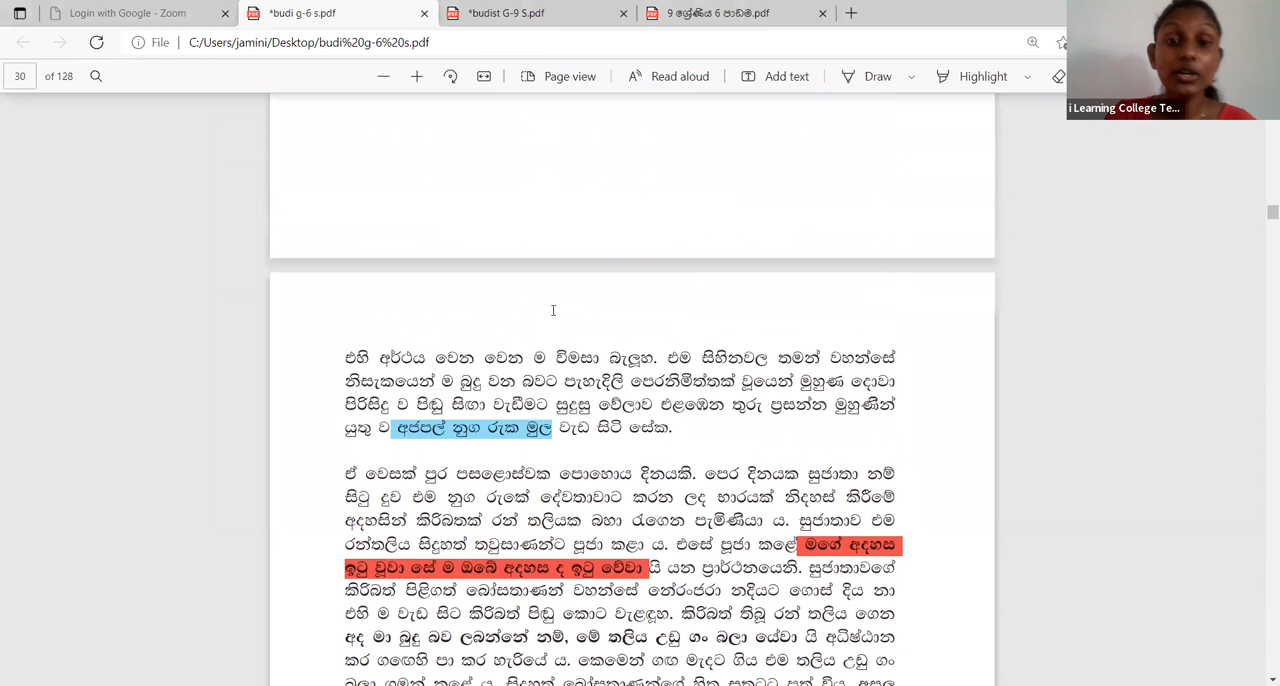 Login with Google - Zoom
*budi g-6 s.pdf
*budist G-9 S.pdf
9 ශ්‍රේණිය 6 පාඩම.pdf
File
C:/Users/jamini/Desktop/budi%20g-6%20s.pdf
30 of 128
Page view
Read aloud
Add text
Draw
Highlight
i Learning College Te...
එහි අර්ථය වෙන වෙන ම විමසා බැලූහ. එම සිහිනවල තමන් වහන්සේ
නිසැකයෙන් ම බුදු වන බවට පැහැදිලි පෙරනිමිත්තක් වූයෙන් මුහුණ දොවා
පිරිසිදු ව පිඬු සිඟා වැඩීමට සුදුසු වේලාව එළඹෙන තුරු ප්‍රසන්න මුහුණින්
යුතු ව අජපල් නුග රුක මුල වැඩ සිටි සේක.
ඒ වෙසක් පුර පසළොස්වක පොහොය දිනයකි. පෙර දිනයක සුජාතා නම්
සිටු දුව එම නුග රුකේ දේවතාවාට කරන ලද භාරයක් නිදහස් කිරීමේ
අදහසින් කිරිබතක් රන් තලියක බහා රැගෙන පැමිණියා ය. සුජාතාව එම
රන්තලිය සිදුහත් තවුසාණන්ට පූජා කළා ය. එසේ පූජා කළේ මගේ අදහස
ඉටු වූවා සේ ම ඔබේ අදහස ද ඉටු වේවා යි යන ප්‍රාර්ථනයෙනි. සුජාතාවගේ
කිරිබත් පිළිගත් බෝසතාණන් වහන්සේ නේරංජරා නදියට ගොස් දිය නා
එහි ම වැඩ සිට කිරිබත් පිඬු කොට වැළඳූහ. කිරිබත් තිබූ රන් තලිය ගෙන
අද මා බුදු බව ලබන්නේ නම්, මේ තලිය උඩු ගං බලා යේවා යි අධිෂ්ඨාන
කර ගඟෙහි පා කර හැරියේ ය. කෙමෙන් ගඟ මැදට ගිය එම තලිය උඩු ගං